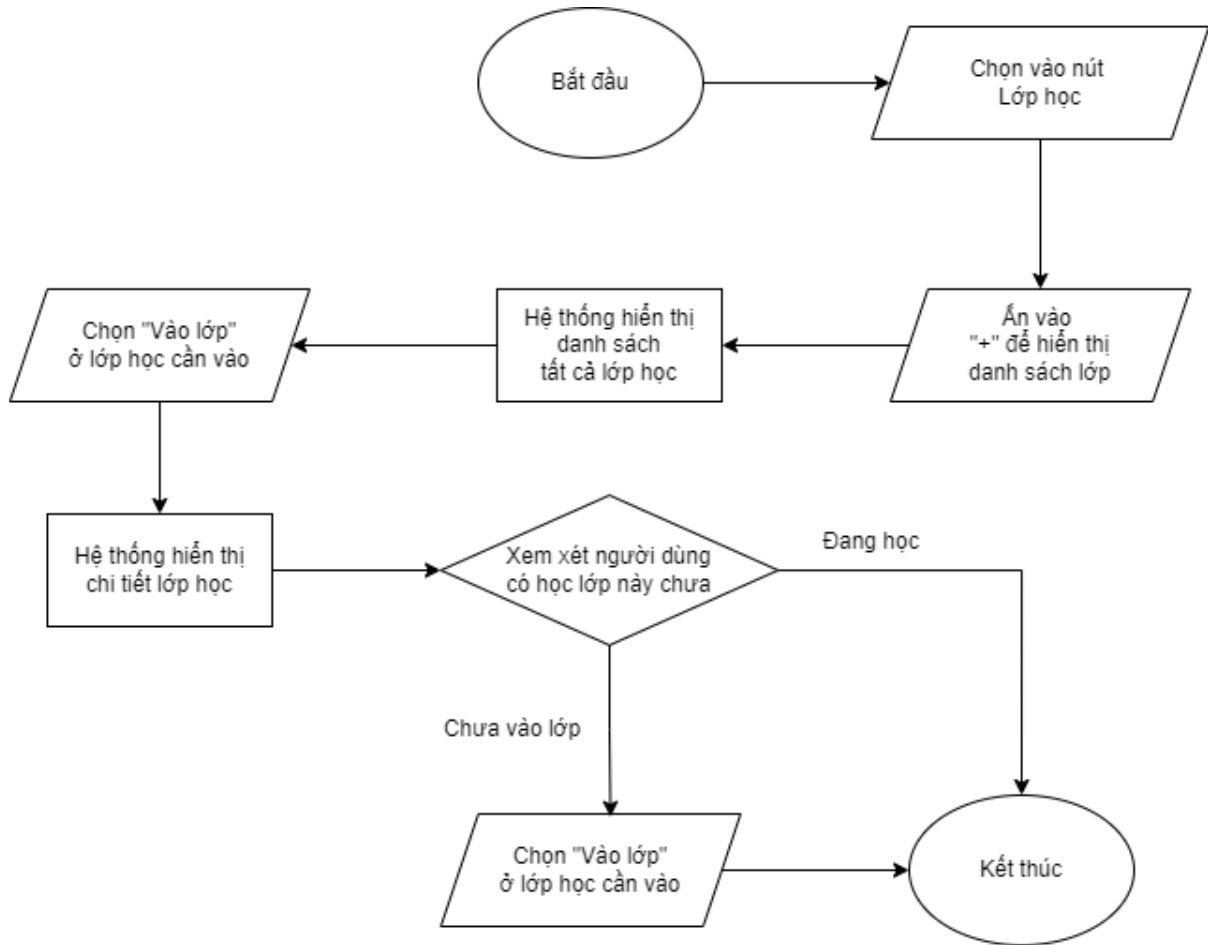 Bắt đầu
Chọn vào nút
Lớp học
Ấn vào
"+" để hiển thị
danh sách lớp
Hệ thống hiển thị
danh sách
tất cả lớp học
Chọn "Vào lớp"
ở lớp học cần vào
Hệ thống hiển thị
chi tiết lớp học
Xem xét người dùng
có học lớp này chưa
Đang học
Chưa vào lớp
Chọn "Vào lớp"
ở lớp học cần vào
Kết thúc